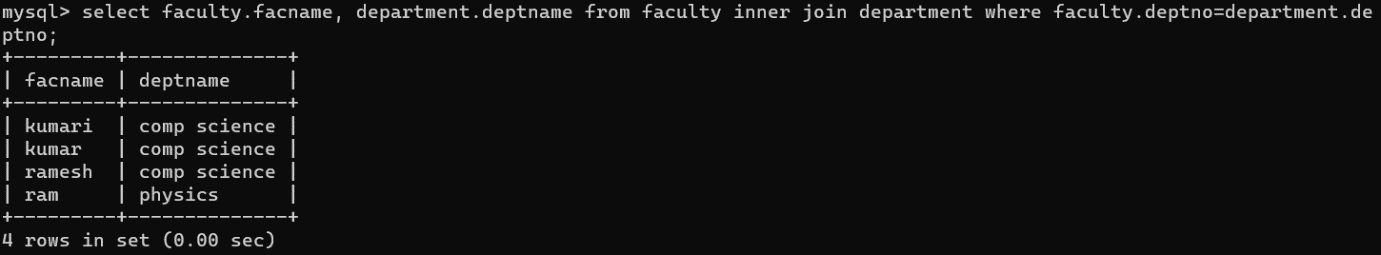 mysql> select faculty.facname, department.deptname from faculty inner join department where faculty.deptno=department.de
ptno;
+---------+--------------+
| facname | deptname     |
+---------+--------------+
| kumari  | comp science |
| kumar   | comp science |
| ramesh  | comp science |
| ram     | physics      |
+---------+--------------+
4 rows in set (0.00 sec)